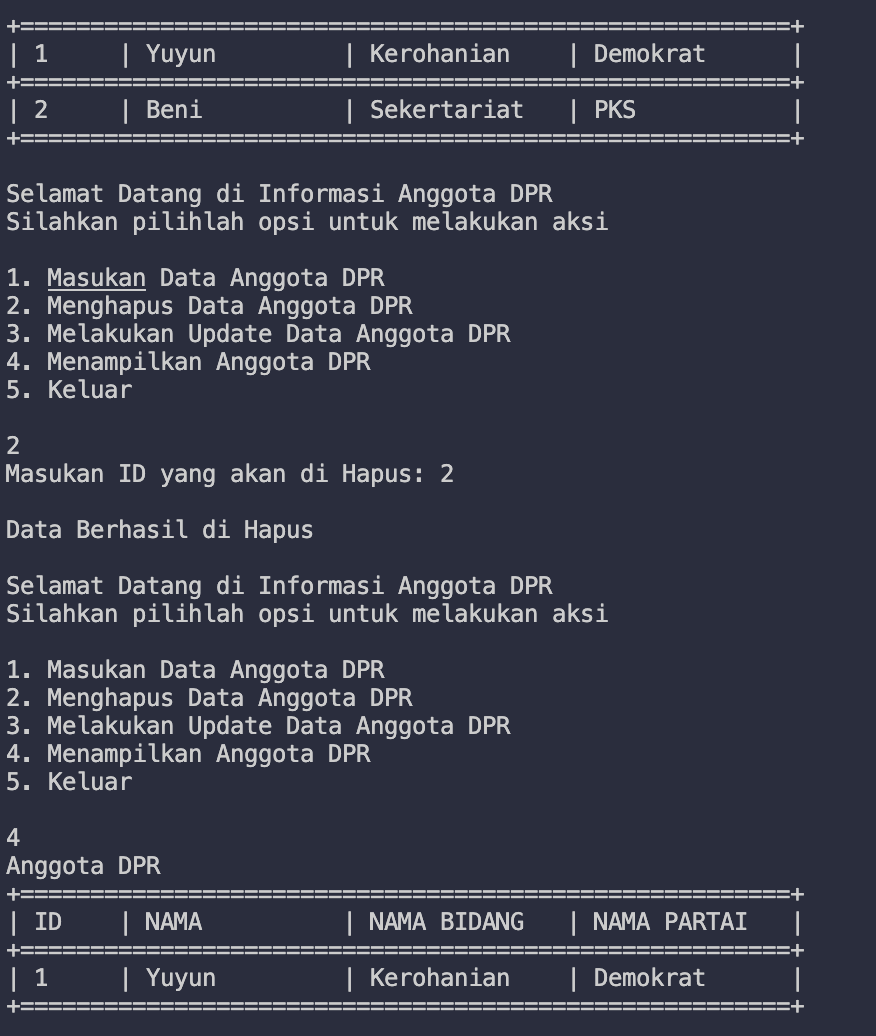 +=======================================================+
| 1     | Yuyun         | Kerohanian    | Demokrat      |
+=======================================================+
| 2     | Beni          | Sekertariat   | PKS           |
+=======================================================+
Selamat Datang di Informasi Anggota DPR
Silahkan pilihlah opsi untuk melakukan aksi
1. Masukan Data Anggota DPR
2. Menghapus Data Anggota DPR
3. Melakukan Update Data Anggota DPR
4. Menampilkan Anggota DPR
5. Keluar
2
Masukan ID yang akan di Hapus: 2
Data Berhasil di Hapus
Selamat Datang di Informasi Anggota DPR
Silahkan pilihlah opsi untuk melakukan aksi
1. Masukan Data Anggota DPR
2. Menghapus Data Anggota DPR
3. Melakukan Update Data Anggota DPR
4. Menampilkan Anggota DPR
5. Keluar
4
Anggota DPR
+=======================================================+
| ID    | NAMA          | NAMA BIDANG   | NAMA PARTAI   |
+=======================================================+
| 1     | Yuyun         | Kerohanian    | Demokrat      |
+=======================================================+